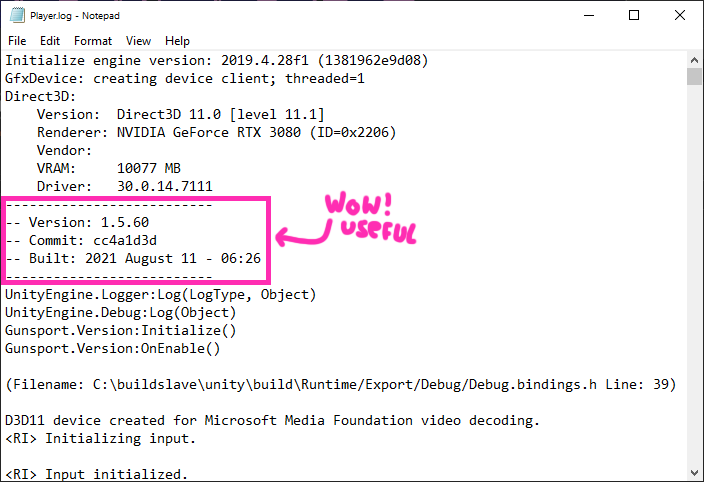 Player.log - Notepad
File Edit Format View Help
Initialize engine version: 2019.4.28f1 (1381962e9d08)
GfxDevice: creating device client; threaded=1
Direct3D:
    Version:  Direct3D 11.0 [level 11.1]
    Renderer: NVIDIA GeForce RTX 3080 (ID=0x2206)
    Vendor:
    VRAM:     10077 MB
    Driver:   30.0.14.7111
--------------------------
-- Version: 1.5.60
-- Commit: cc4a1d3d
-- Built: 2021 August 11 - 06:26
--------------------------
WOW!
USEFUL
UnityEngine.Logger:Log(LogType, Object)
UnityEngine.Debug:Log(Object)
Gunsport.Version:Initialize()
Gunsport.Version:OnEnable()

(Filename: C:\buildslave\unity\build\Runtime/Export/Debug/Debug.bindings.h Line: 39)

D3D11 device created for Microsoft Media Foundation video decoding.
<RI> Initializing input.

<RI> Input initialized.